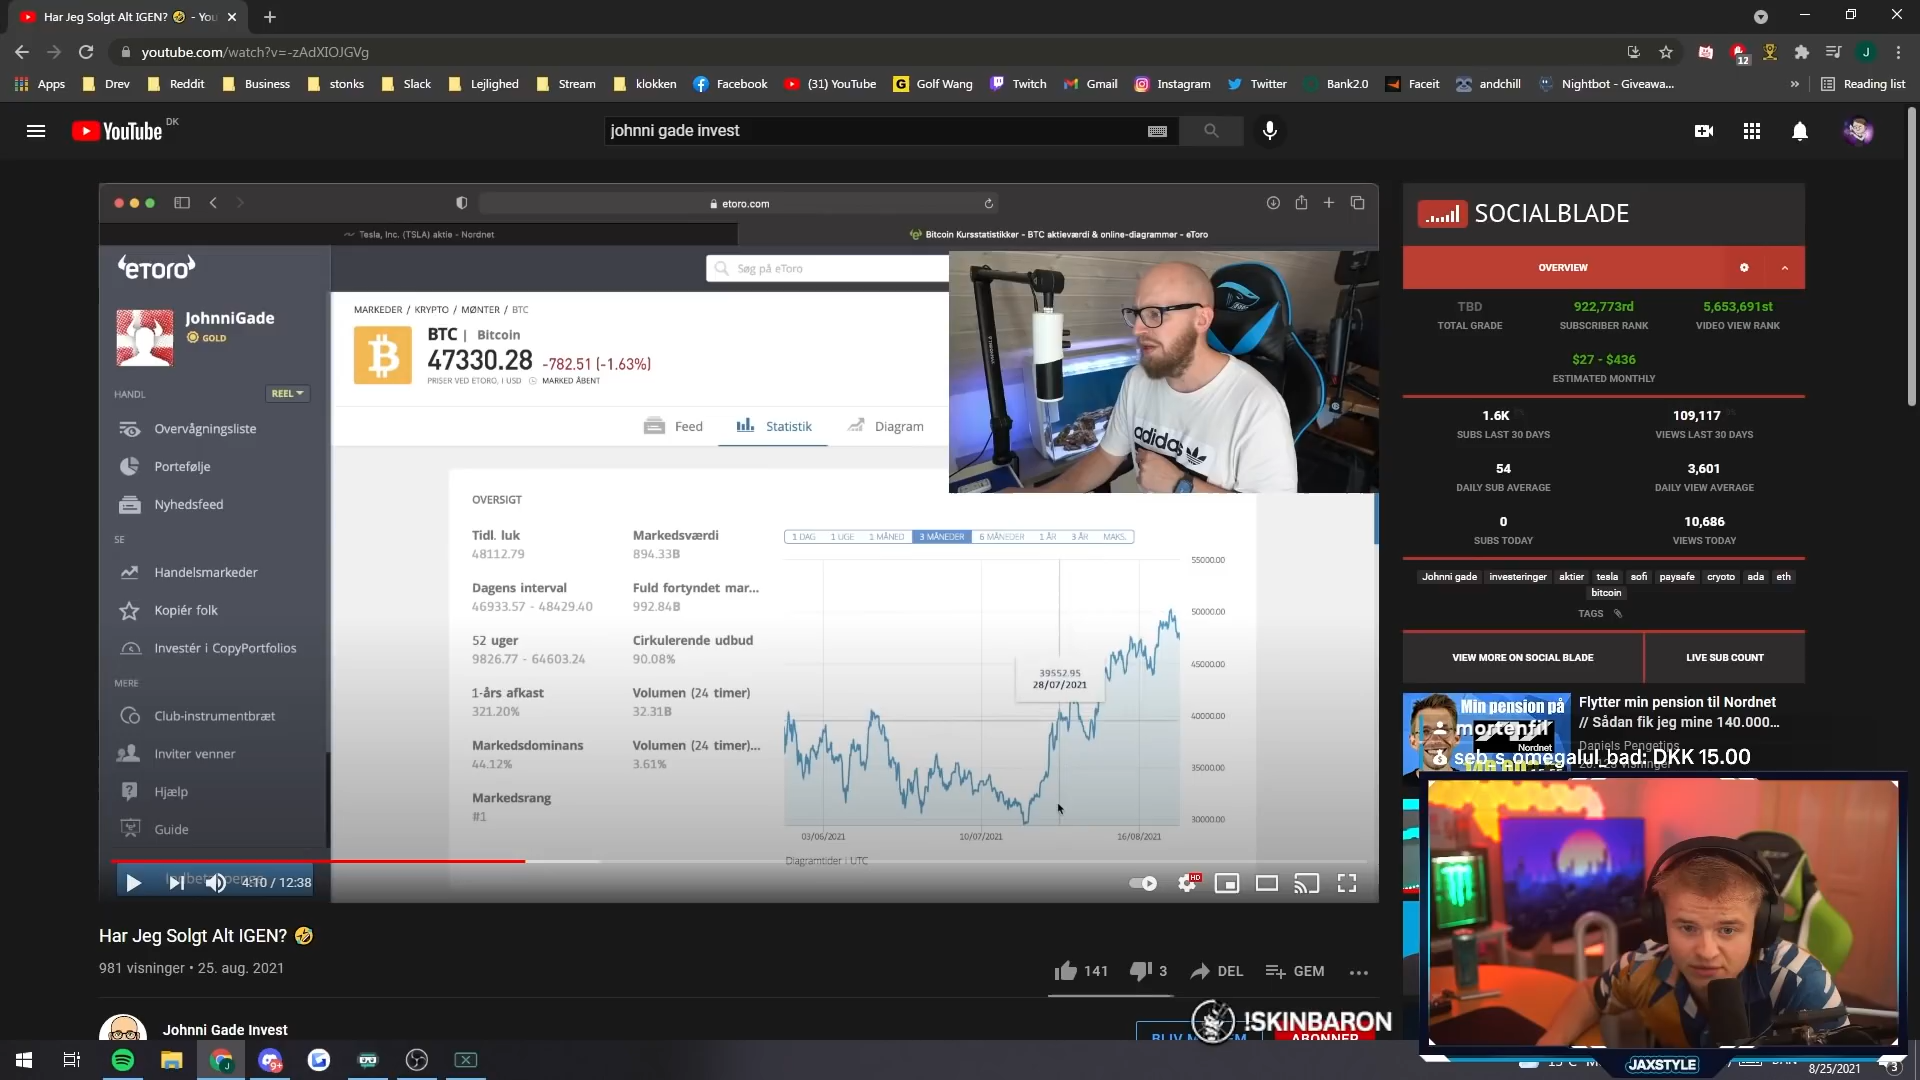 Har Jeg Solgt Alt IGEN? 🤣 - You
youtube.com/watch?v=-zAdXIOJGVg
12
J
Apps
Drev
Reddit
Business
stonks
Slack
Lejlighed
Stream
klokken
Facebook
(31) YouTube
Golf Wang
Twitch
Gmail
Instagram
Twitter
Bank2.0
Faceit
andchill
Nightbot - Giveawa...
Reading list
YouTube DK
johnni gade invest
etoro.com
Tesla, Inc. (TSLA) aktie - Nordnet
Bitcoin Kursstatistikker - BTC aktieværdi & online-diagrammer - eToro
eTORO
Søg på eToro
JohnniGade
GOLD
HANDL
REEL
Overvågningsliste
Portefølje
Nyhedsfeed
SE
Handelsmarkeder
Kopiér folk
Investér i CopyPortfolios
MERE
Club-instrumentbræt
Inviter venner
Hjælp
Guide
MARKEDER / KRYPTO / MØNTER / BTC
BTC | Bitcoin
47330.28 -782.51 (-1.63%)
PRISER VED ETORO, I USD MARKED ÅBENT
Feed
Statistik
Diagram
adidas
OVERSIGT
Tidl. luk
48112.79
Markedsværdi
894.33B
Dagens interval
46933.57 - 48429.40
Fuld fortyndet mar...
992.84B
52 uger
9826.77 - 64603.24
Cirkulerende udbud
90.08%
1-års afkast
321.20%
Volumen (24 timer)
32.31B
Markedsdominans
44.12%
Volumen (24 timer)...
3.61%
Markedsrang
#1
1 DAG
1 UGE
1 MÅNED
3 MÅNEDER
6 MÅNEDER
1 ÅR
3 ÅR
MAKS.
55000.00
50000.00
45000.00
40000.00
35000.00
30000.00
39552.95
28/07/2021
03/06/2021
10/07/2021
16/08/2021
Diagramtider i UTC
4:10 / 12:38
HD
Har Jeg Solgt Alt IGEN? 🤣
981 visninger • 25. aug. 2021
141
3
DEL
GEM
Johnni Gade Invest
ABONNER
!SKINBARON
SOCIALBLADE
OVERVIEW
TBD
TOTAL GRADE
922,773rd
SUBSCRIBER RANK
5,653,691st
VIDEO VIEW RANK
$27 - $436
ESTIMATED MONTHLY
1.6K
SUBS LAST 30 DAYS
109,117
VIEWS LAST 30 DAYS
54
DAILY SUB AVERAGE
3,601
DAILY VIEW AVERAGE
0
SUBS TODAY
10,686
VIEWS TODAY
Johnni gade
investeringer
aktier
tesla
sofi
paysafe
cryoto
ada
eth
bitcoin
TAGS
VIEW MORE ON SOCIAL BLADE
LIVE SUB COUNT
Min pension på
Nordnet
Flytter min pension til Nordnet
// Sådan fik jeg mine 140.000...
Daniels Pengetips
mortenfil
seb_s_omegalul_bad: DKK 15.00
JAXSTYLE
9+
8/25/2021
3